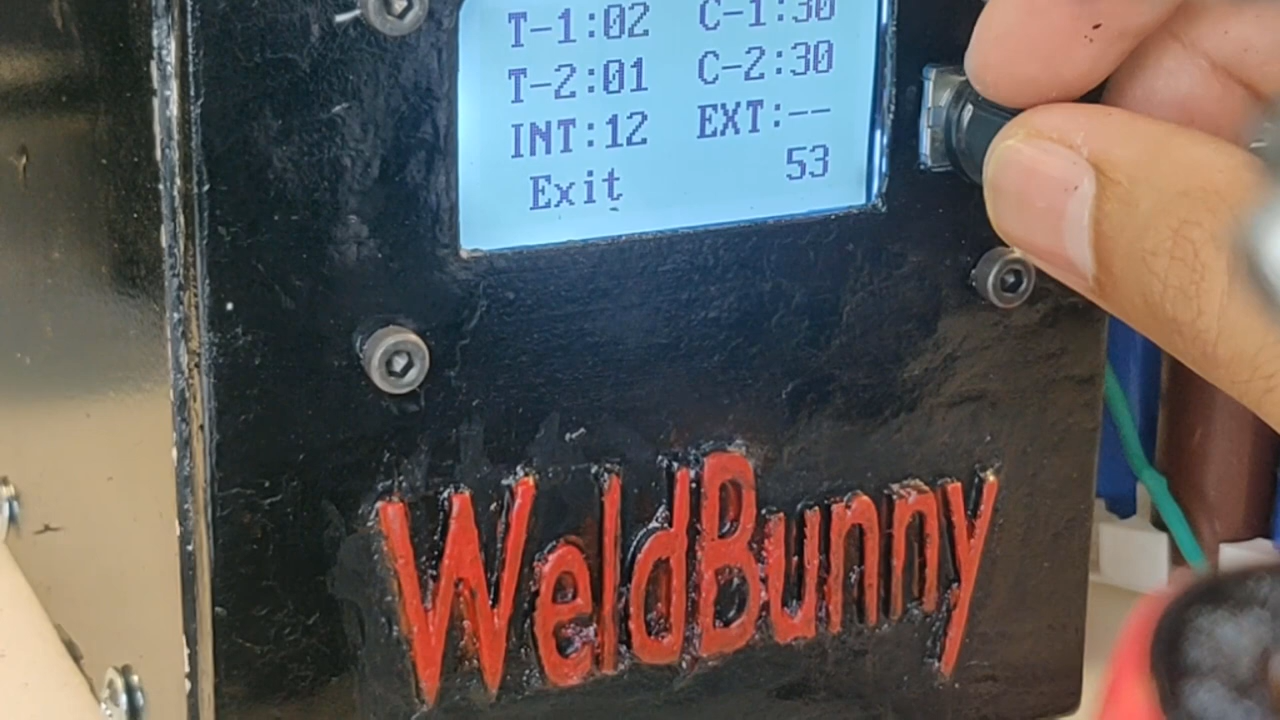 T-1:02 C-1:30
T-2:01 C-2:30
INT:12 EXT:--
Exit 53
WeldBunny